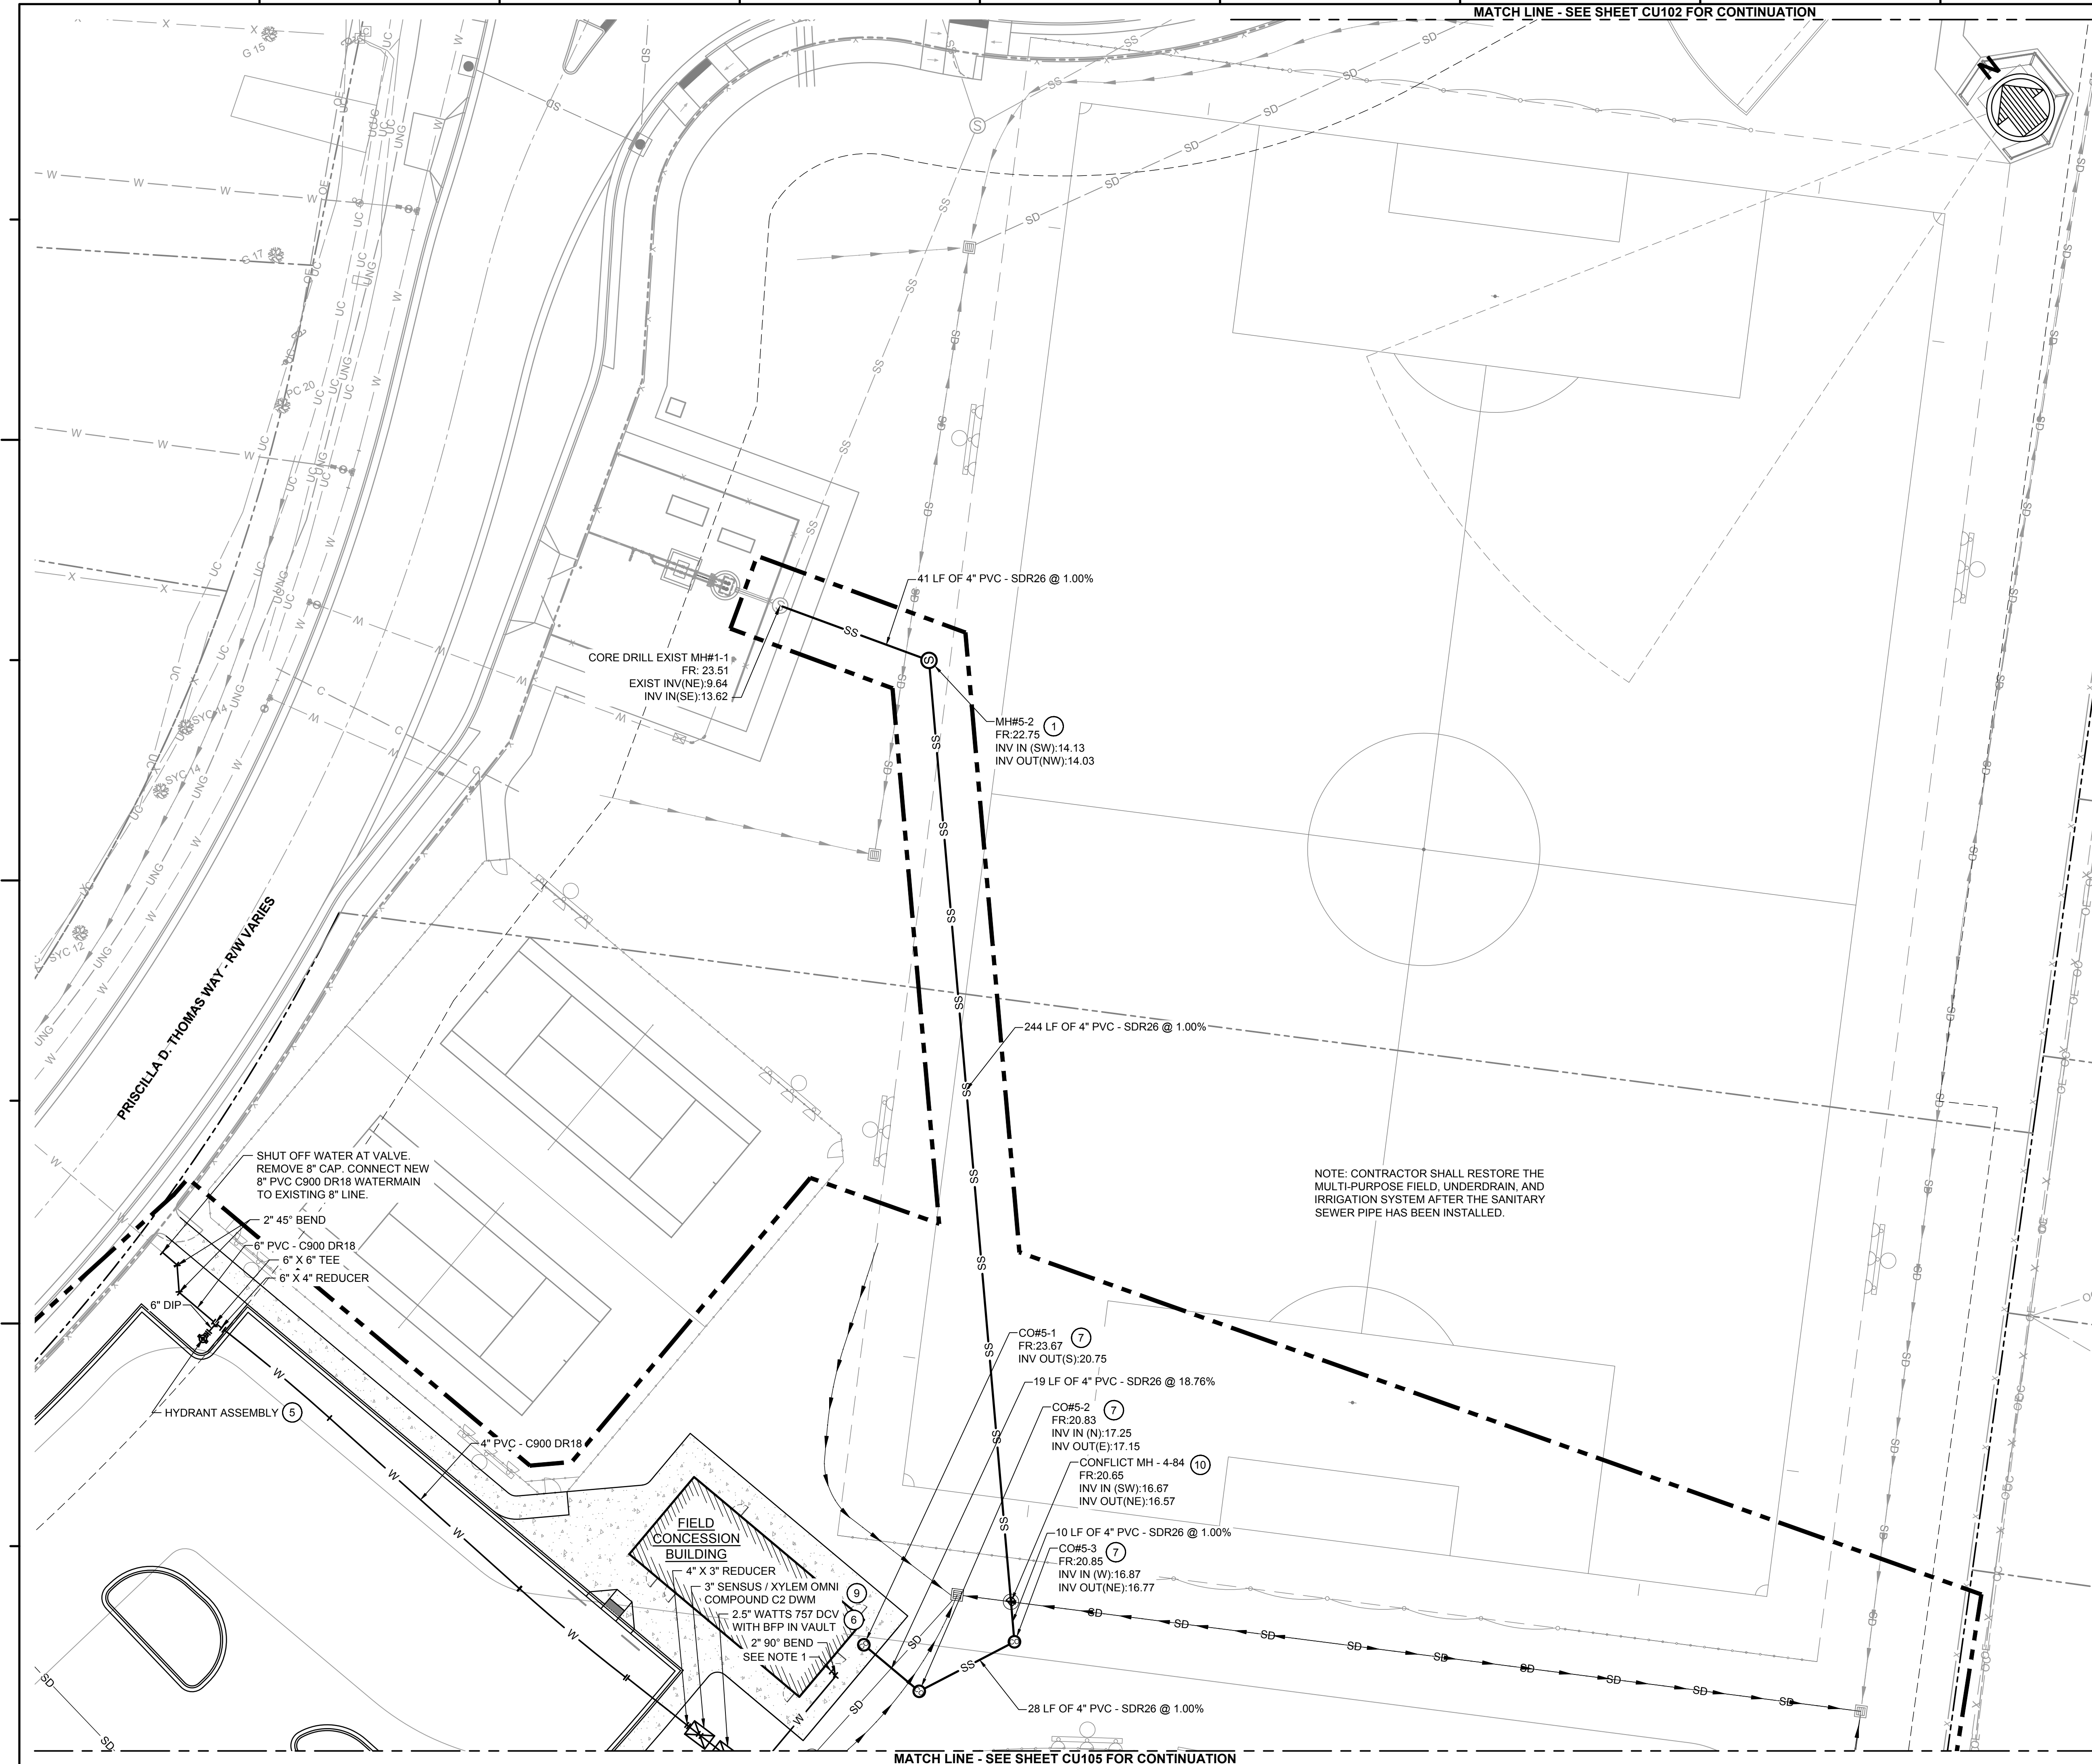 MATCH LINE - SEE SHEET CU102 FOR CONTINUATION
N
G 15
G 17
PC 20
SYC 14
SYC 14
SYC 12
41 LF OF 4" PVC - SDR26 @ 1.00%
CORE DRILL EXIST MH#1-1
FR: 23.51
EXIST INV(NE):9.64
INV IN(SE):13.62
MH#5-2 1
FR:22.75
INV IN (SW):14.13
INV OUT(NW):14.03
PRISCILLA D. THOMAS WAY - R/W VARIES
244 LF OF 4" PVC - SDR26 @ 1.00%
SHUT OFF WATER AT VALVE.
REMOVE 8" CAP. CONNECT NEW
8" PVC C900 DR18 WATERMAIN
TO EXISTING 8" LINE.
2" 45° BEND
6" PVC - C900 DR18
6" X 6" TEE
6" X 4" REDUCER
6" DIP
NOTE: CONTRACTOR SHALL RESTORE THE
MULTI-PURPOSE FIELD, UNDERDRAIN, AND
IRRIGATION SYSTEM AFTER THE SANITARY
SEWER PIPE HAS BEEN INSTALLED.
HYDRANT ASSEMBLY 5
4" PVC - C900 DR18
CO#5-1 7
FR:23.67
INV OUT(S):20.75
19 LF OF 4" PVC - SDR26 @ 18.76%
CO#5-2 7
FR:20.83
INV IN (N):17.25
INV OUT(E):17.15
CONFLICT MH - 4-84 10
FR:20.65
INV IN (SW):16.67
INV OUT(NE):16.57
10 LF OF 4" PVC - SDR26 @ 1.00%
CO#5-3 7
FR:20.85
INV IN (W):16.87
INV OUT(NE):16.77
FIELD
CONCESSION
BUILDING
4" X 3" REDUCER
3" SENSUS / XYLEM OMNI 9
COMPOUND C2 DWM
2.5" WATTS 757 DCV 6
WITH BFP IN VAULT
2" 90° BEND
SEE NOTE 1
28 LF OF 4" PVC - SDR26 @ 1.00%
MATCH LINE - SEE SHEET CU105 FOR CONTINUATION